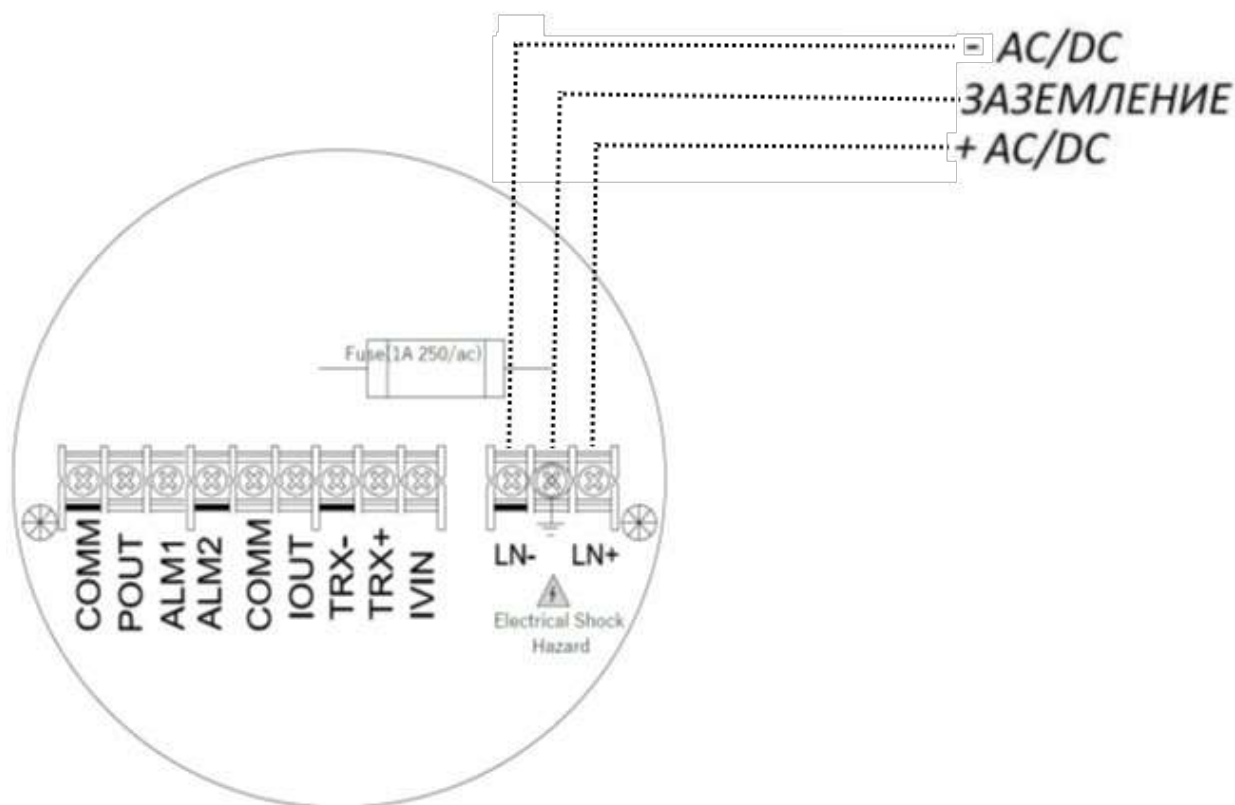 - AC/DC
ЗАЗЕМЛЕНИЕ
+ AC/DC
Fuse(1A 250/ac)
COMM
POUT
ALM1
ALM2
COMM
IOUT
TRX-
TRX+
IVIN
LN-
LN+
Electrical Shock
Hazard